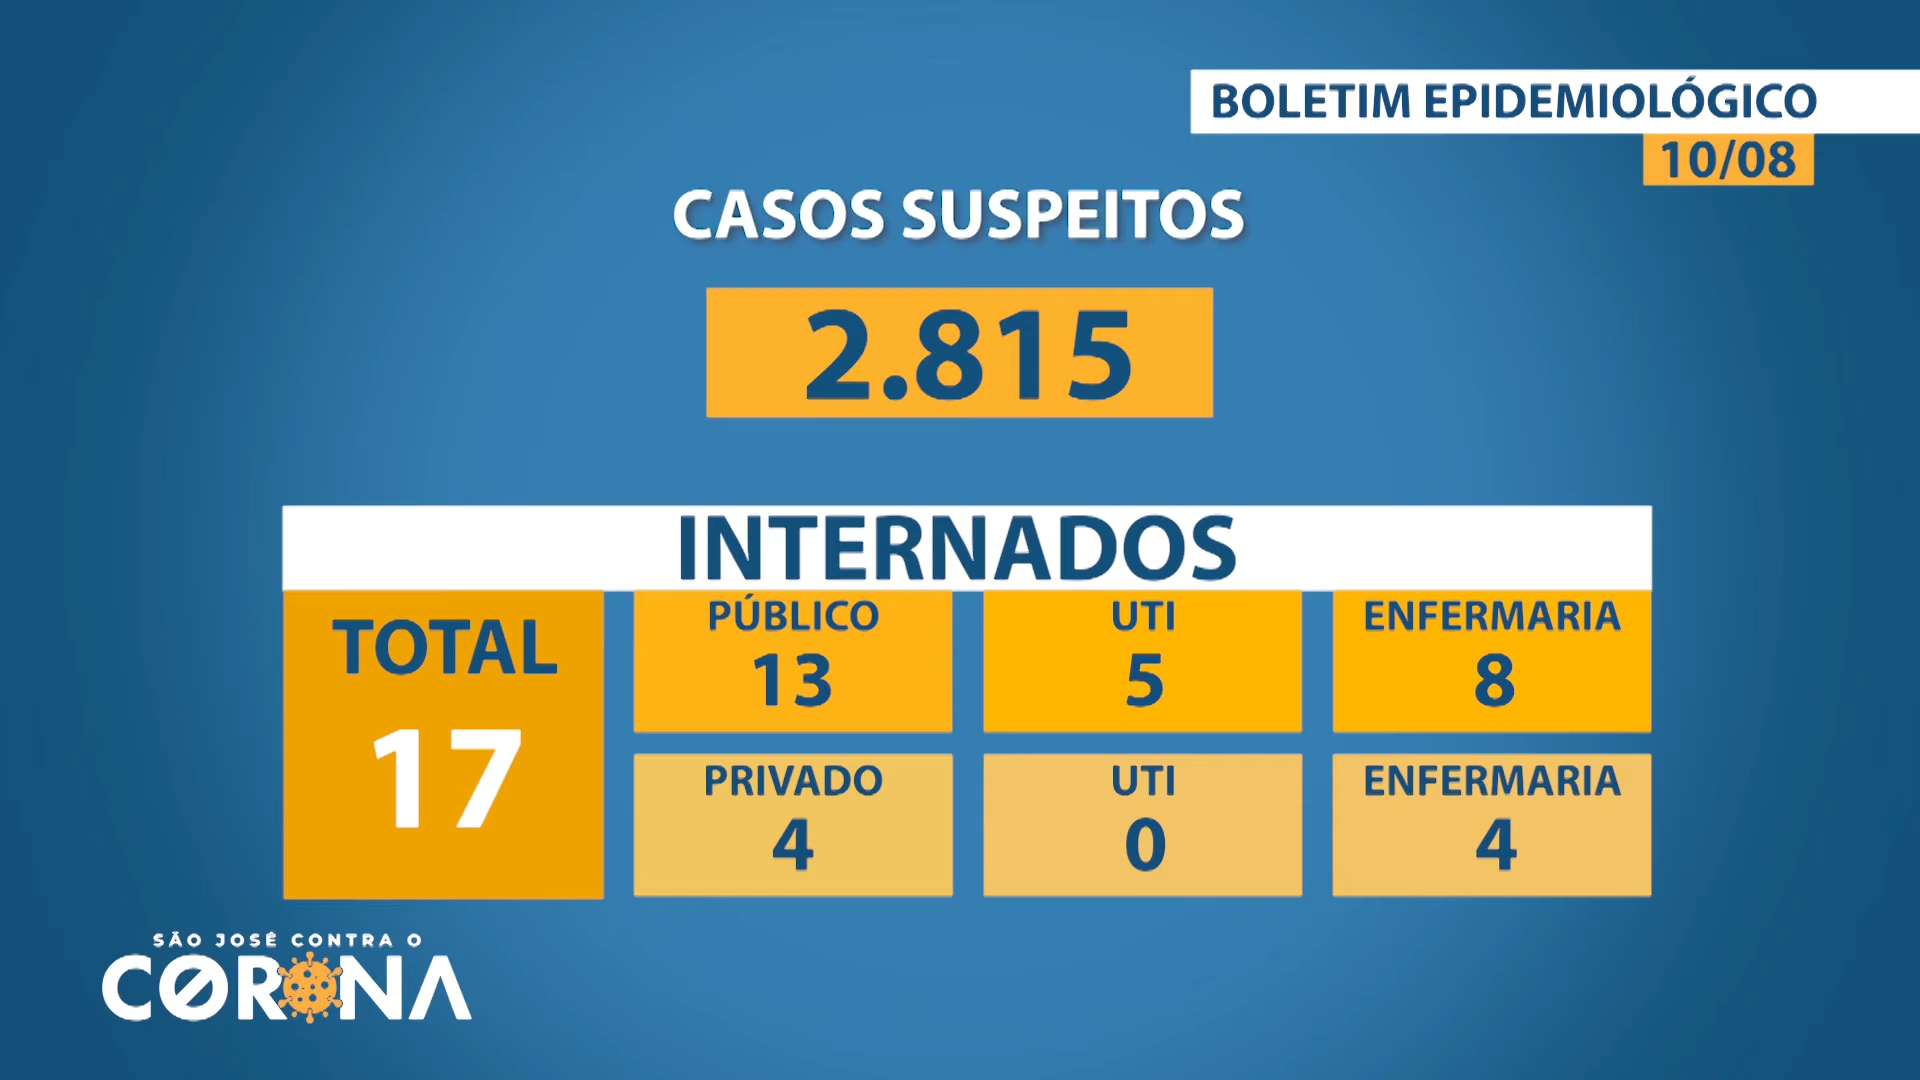 BOLETIM EPIDEMIOLÓGICO
10/08
CASOS SUSPEITOS
2.815
INTERNADOS
TOTAL
17
PÚBLICO
13
UTI
5
ENFERMARIA
8
PRIVADO
4
UTI
0
ENFERMARIA
4
SÃO JOSÉ CONTRA O
CORONA